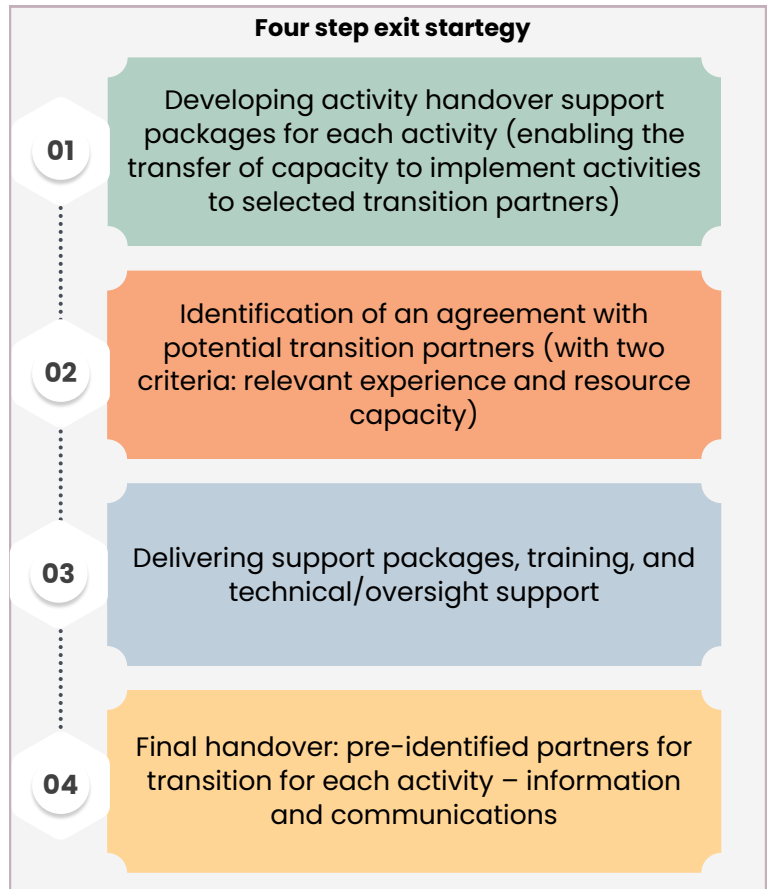 Four step exit startegy
01
Developing activity handover support
packages for each activity (enabling the
transfer of capacity to implement activities
to selected transition partners)
02
Identification of an agreement with
potential transition partners (with two
criteria: relevant experience and resource
capacity)
03
Delivering support packages, training, and
technical/oversight support
04
Final handover: pre-identified partners for
transition for each activity – information
and communications